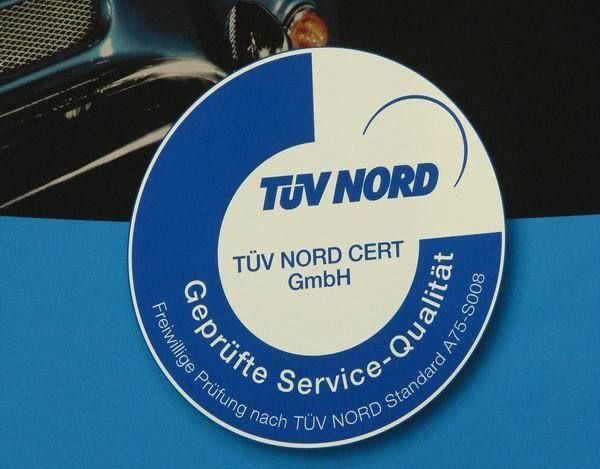 TÜV NORD
TÜV NORD CERT
GmbH
Geprüfte Service-Qualität
Freiwillige Prüfung nach TÜV NORD Standard A75-S008